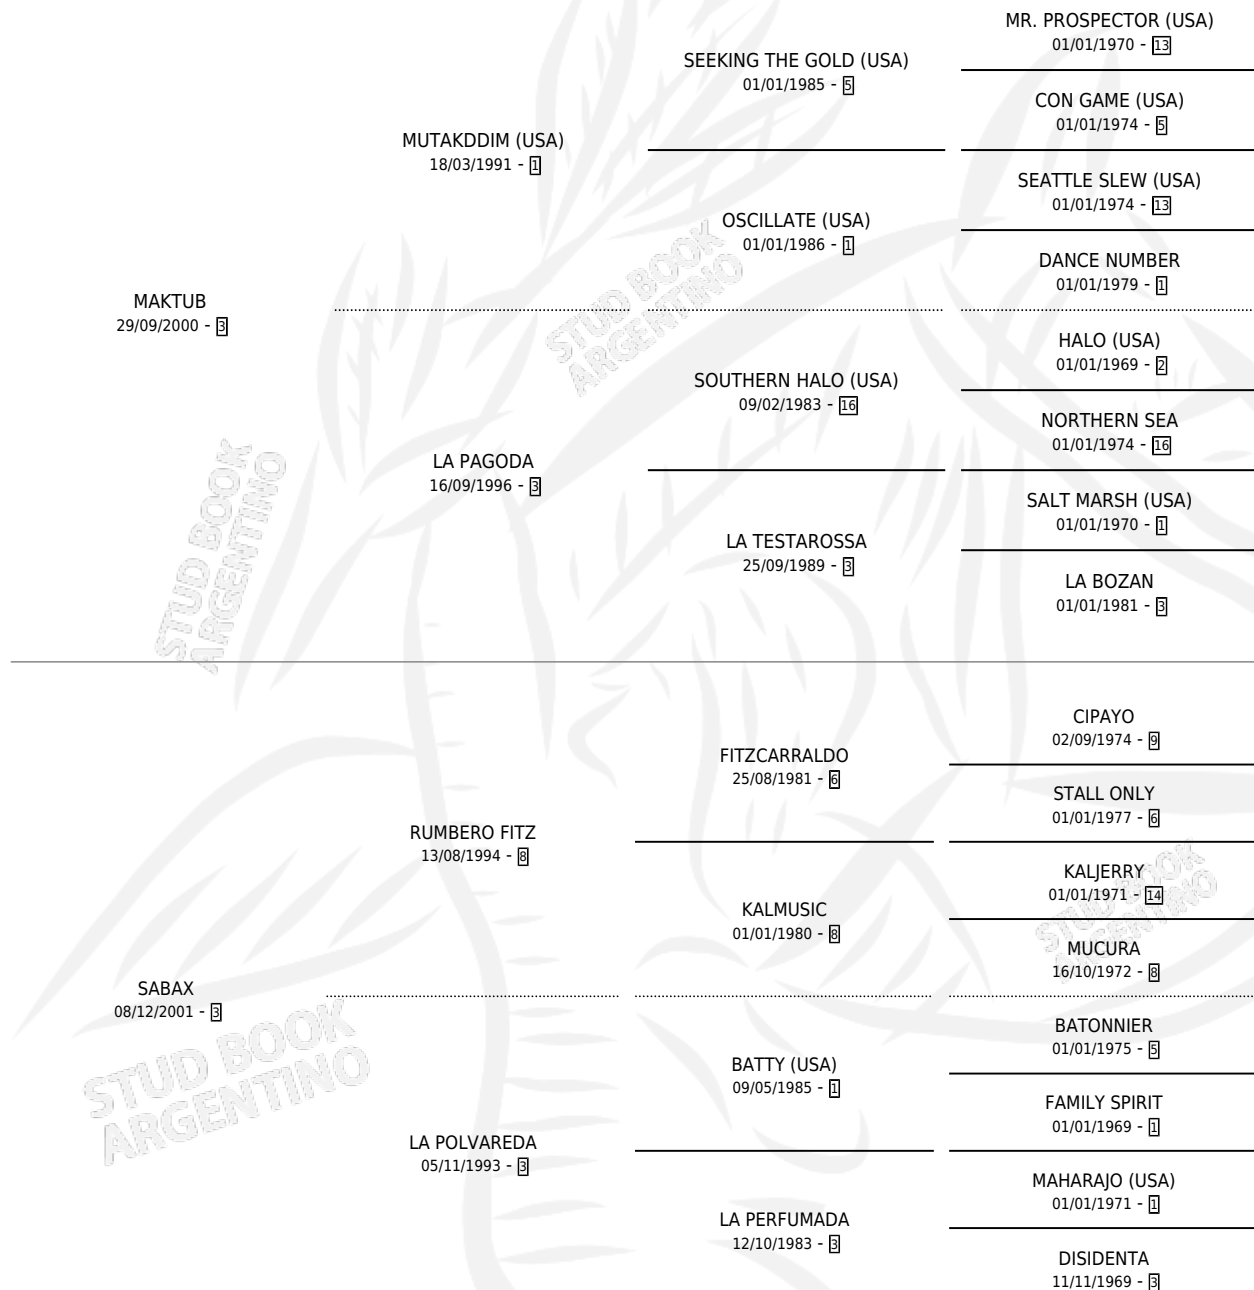 MR. PROSPECTOR (USA)
01/01/1970 - 13
SEEKING THE GOLD (USA)
01/01/1985 - 5
CON GAME (USA)
01/01/1974 - 5
MUTAKDDIM (USA)
18/03/1991 - 1
SEATTLE SLEW (USA)
01/01/1974 - 13
OSCILLATE (USA)
01/01/1986 - 1
DANCE NUMBER
01/01/1979 - 1
MAKTUB
29/09/2000 - 3
HALO (USA)
01/01/1969 - 2
SOUTHERN HALO (USA)
09/02/1983 - 16
NORTHERN SEA
01/01/1974 - 16
LA PAGODA
16/09/1996 - 3
SALT MARSH (USA)
01/01/1970 - 1
LA TESTAROSSA
25/09/1989 - 3
LA BOZAN
01/01/1981 - 3
CIPAYO
02/09/1974 - 9
FITZCARRALDO
25/08/1981 - 6
STALL ONLY
01/01/1977 - 6
RUMBERO FITZ
13/08/1994 - 8
KALJERRY
01/01/1971 - 14
KALMUSIC
01/01/1980 - 8
MUCURA
16/10/1972 - 8
SABAX
08/12/2001 - 3
BATONNIER
01/01/1975 - 5
BATTY (USA)
09/05/1985 - 1
FAMILY SPIRIT
01/01/1969 - 1
LA POLVAREDA
05/11/1993 - 3
MAHARAJO (USA)
01/01/1971 - 1
LA PERFUMADA
12/10/1983 - 3
DISIDENTA
11/11/1969 - 3
STUD BOOK
ARGENTINO
STUD BOOK
ARGENTINO
STUD BOOK
ARGENTINO
STUD BOOK
ARGENTINO